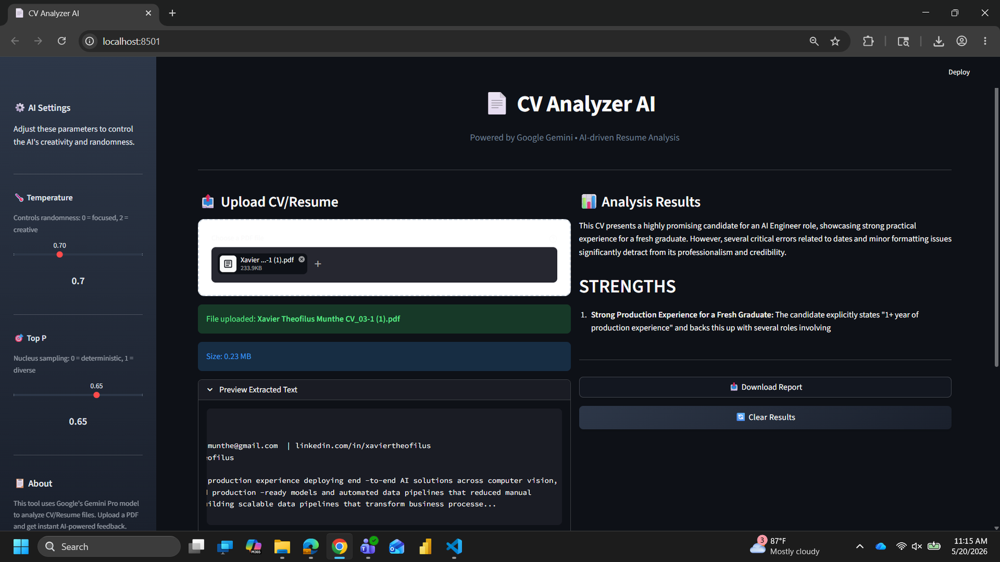 CV Analyzer AI
localhost:8501
Deploy
AI Settings
Adjust these parameters to control
the AI's creativity and randomness.
Temperature
Controls randomness: 0 = focused, 2 =
creative
0.70
0.7
Top P
Nucleus sampling: 0 = deterministic, 1 =
diverse
0.65
0.65
About
This tool uses Google's Gemini Pro model
to analyze CV/Resume files. Upload a PDF
and get instant AI-powered feedback.
CV Analyzer AI
Powered by Google Gemini • AI-driven Resume Analysis
Upload CV/Resume
Xavier ...-1 (1).pdf
233.9KB
File uploaded: Xavier Theofilus Munthe CV_03-1 (1).pdf
Size: 0.23 MB
Preview Extracted Text
munthe@gmail.com | linkedin.com/in/xaviertheofilus
eofilus
production experience deploying end -to-end AI solutions across computer vision,
production -ready models and automated data pipelines that reduced manual
ilding scalable data pipelines that transform business processe...
Analysis Results
This CV presents a highly promising candidate for an AI Engineer role, showcasing strong practical
experience for a fresh graduate. However, several critical errors related to dates and minor formatting issues
significantly detract from its professionalism and credibility.
STRENGTHS
1. Strong Production Experience for a Fresh Graduate: The candidate explicitly states "1+ year of
production experience" and backs this up with several roles involving
Download Report
Clear Results
Search
M365
3
87°F
Mostly cloudy
11:15 AM
5/20/2026